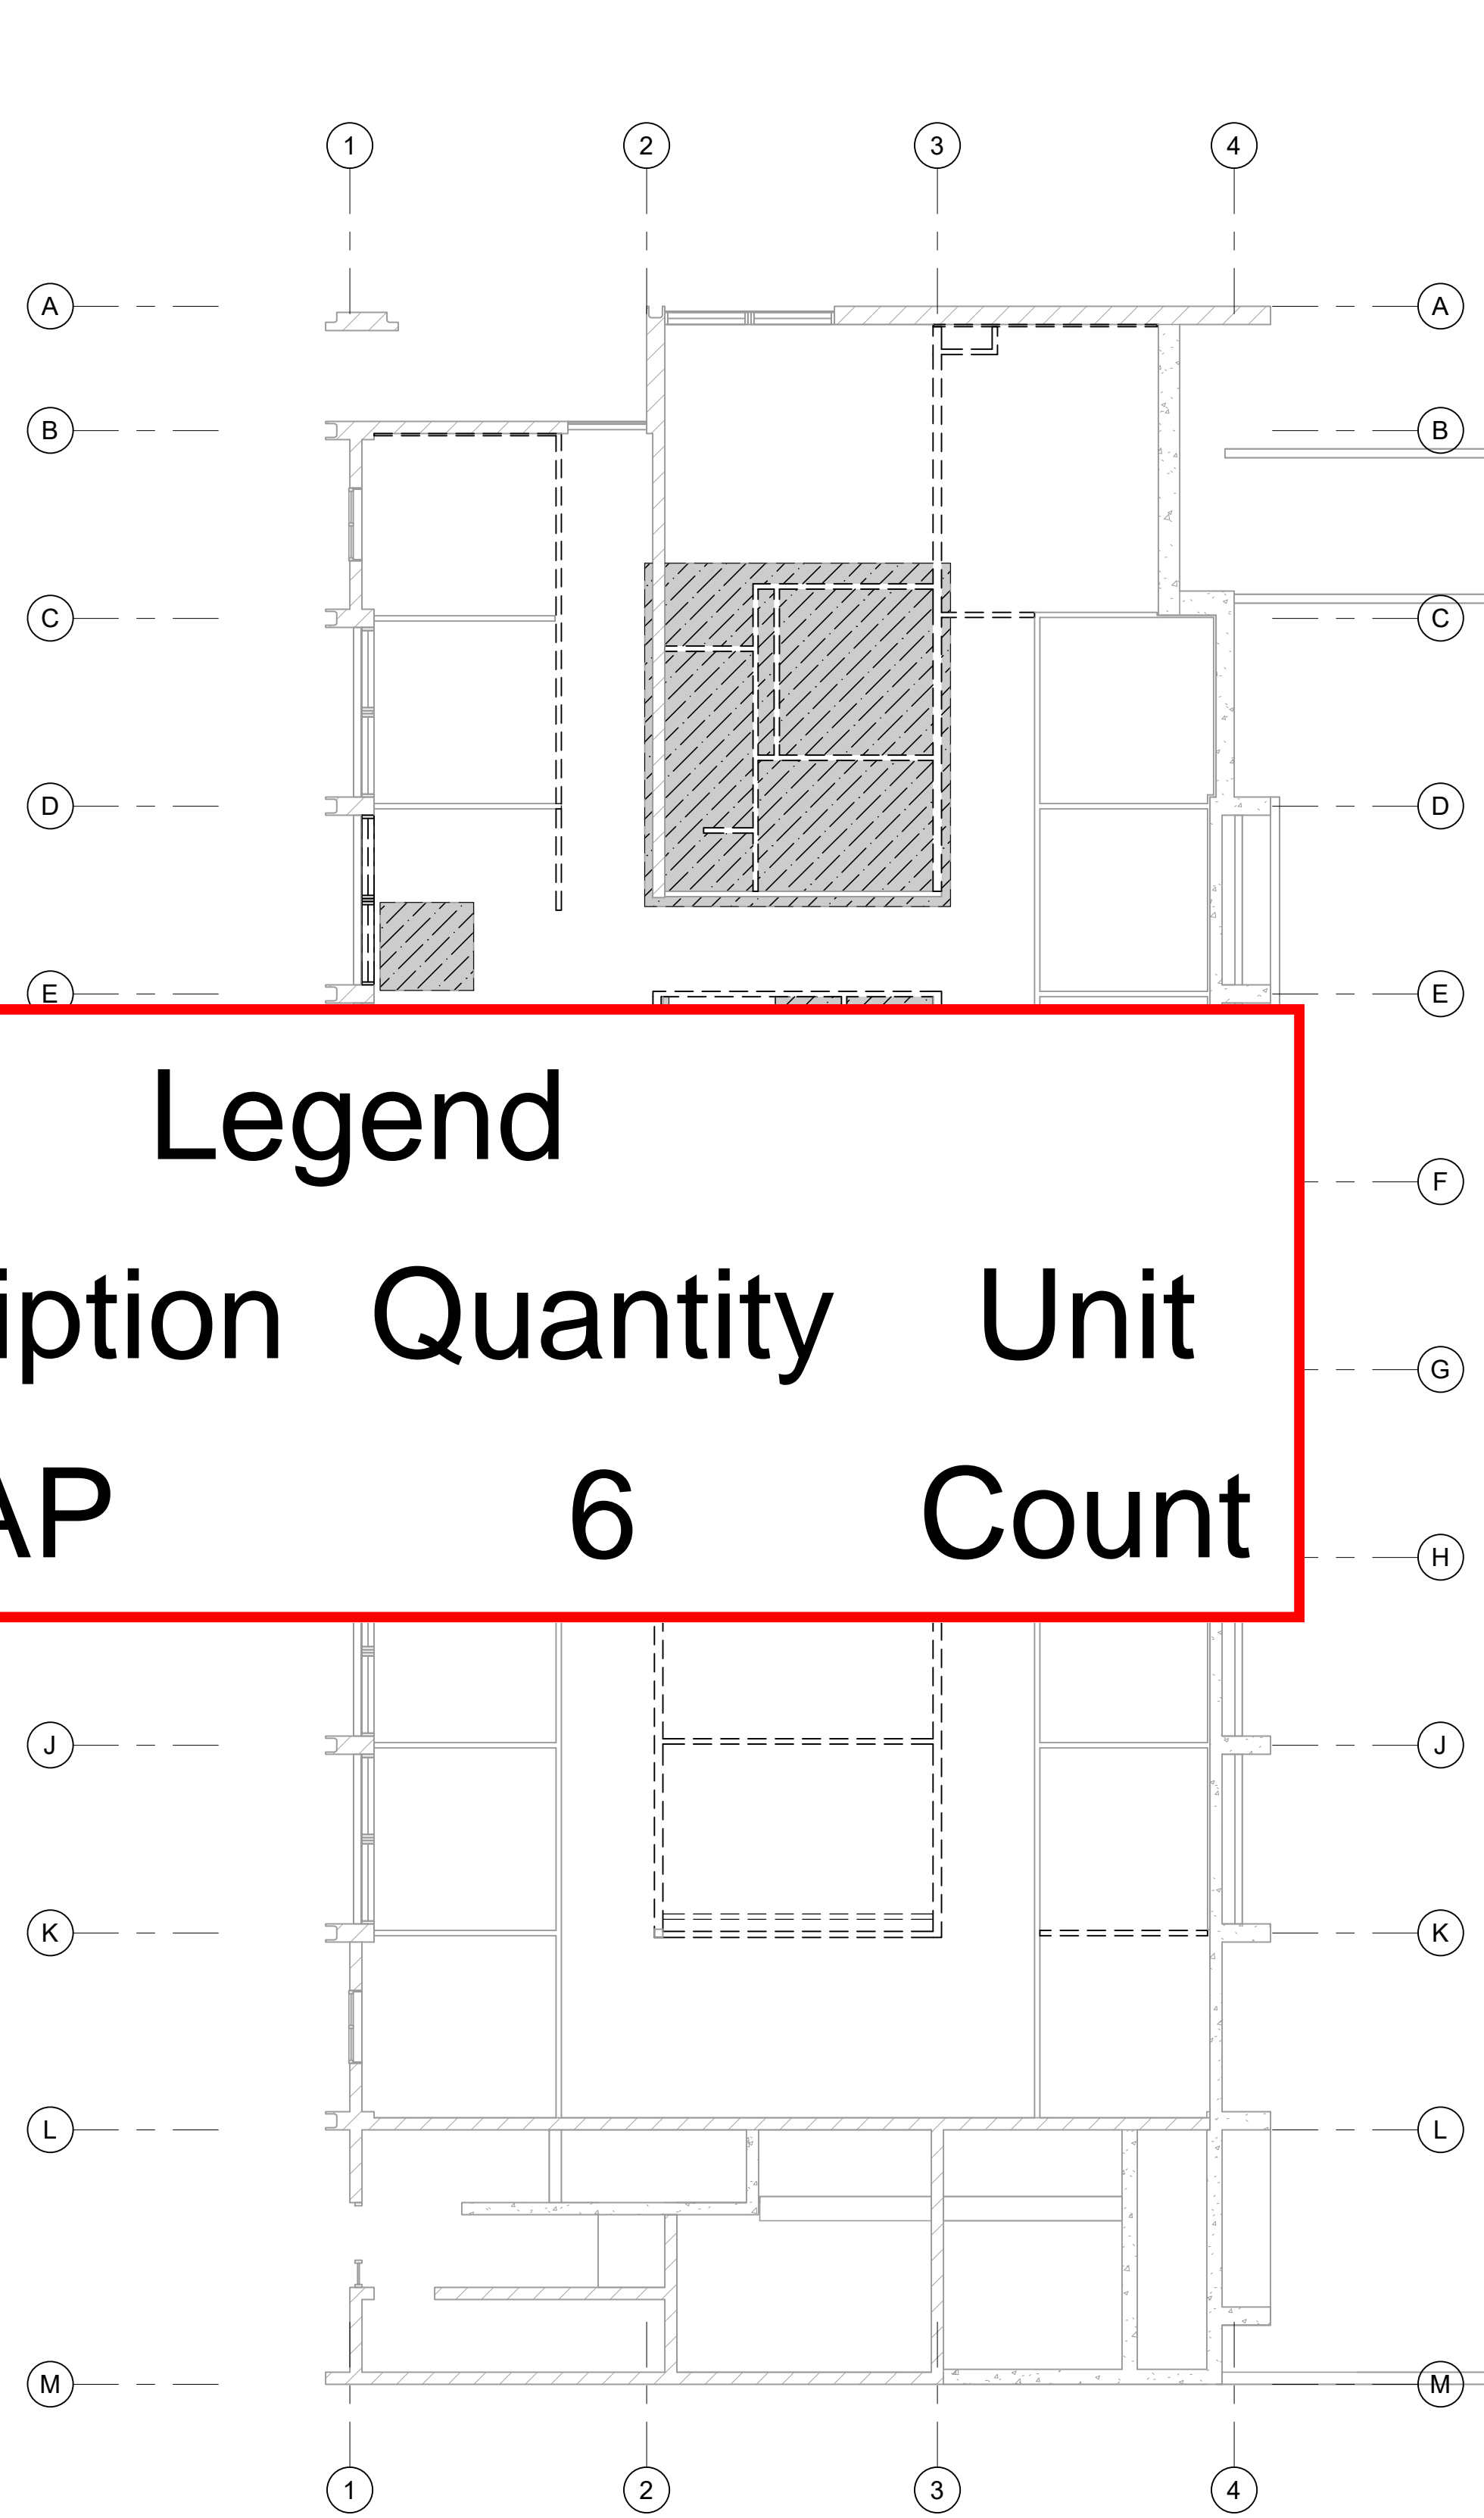 1 2 3 4
A A
B B
C C
D D
E E
Legend
F
iption Quantity Unit
G
AP 6 Count
H
J J
K K
L L
M M
1 2 3 4